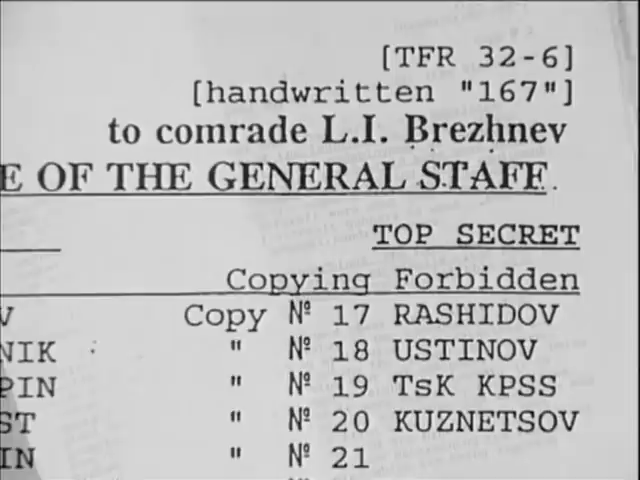 [TFR 32-6]
[handwritten "167"]
to comrade L.I. Brezhnev
E OF THE GENERAL STAFF.
TOP SECRET
Copying Forbidden
V Copy № 17 RASHIDOV
NIK " № 18 USTINOV
PIN " № 19 TsK KPSS
ST " № 20 KUZNETSOV
IN " № 21